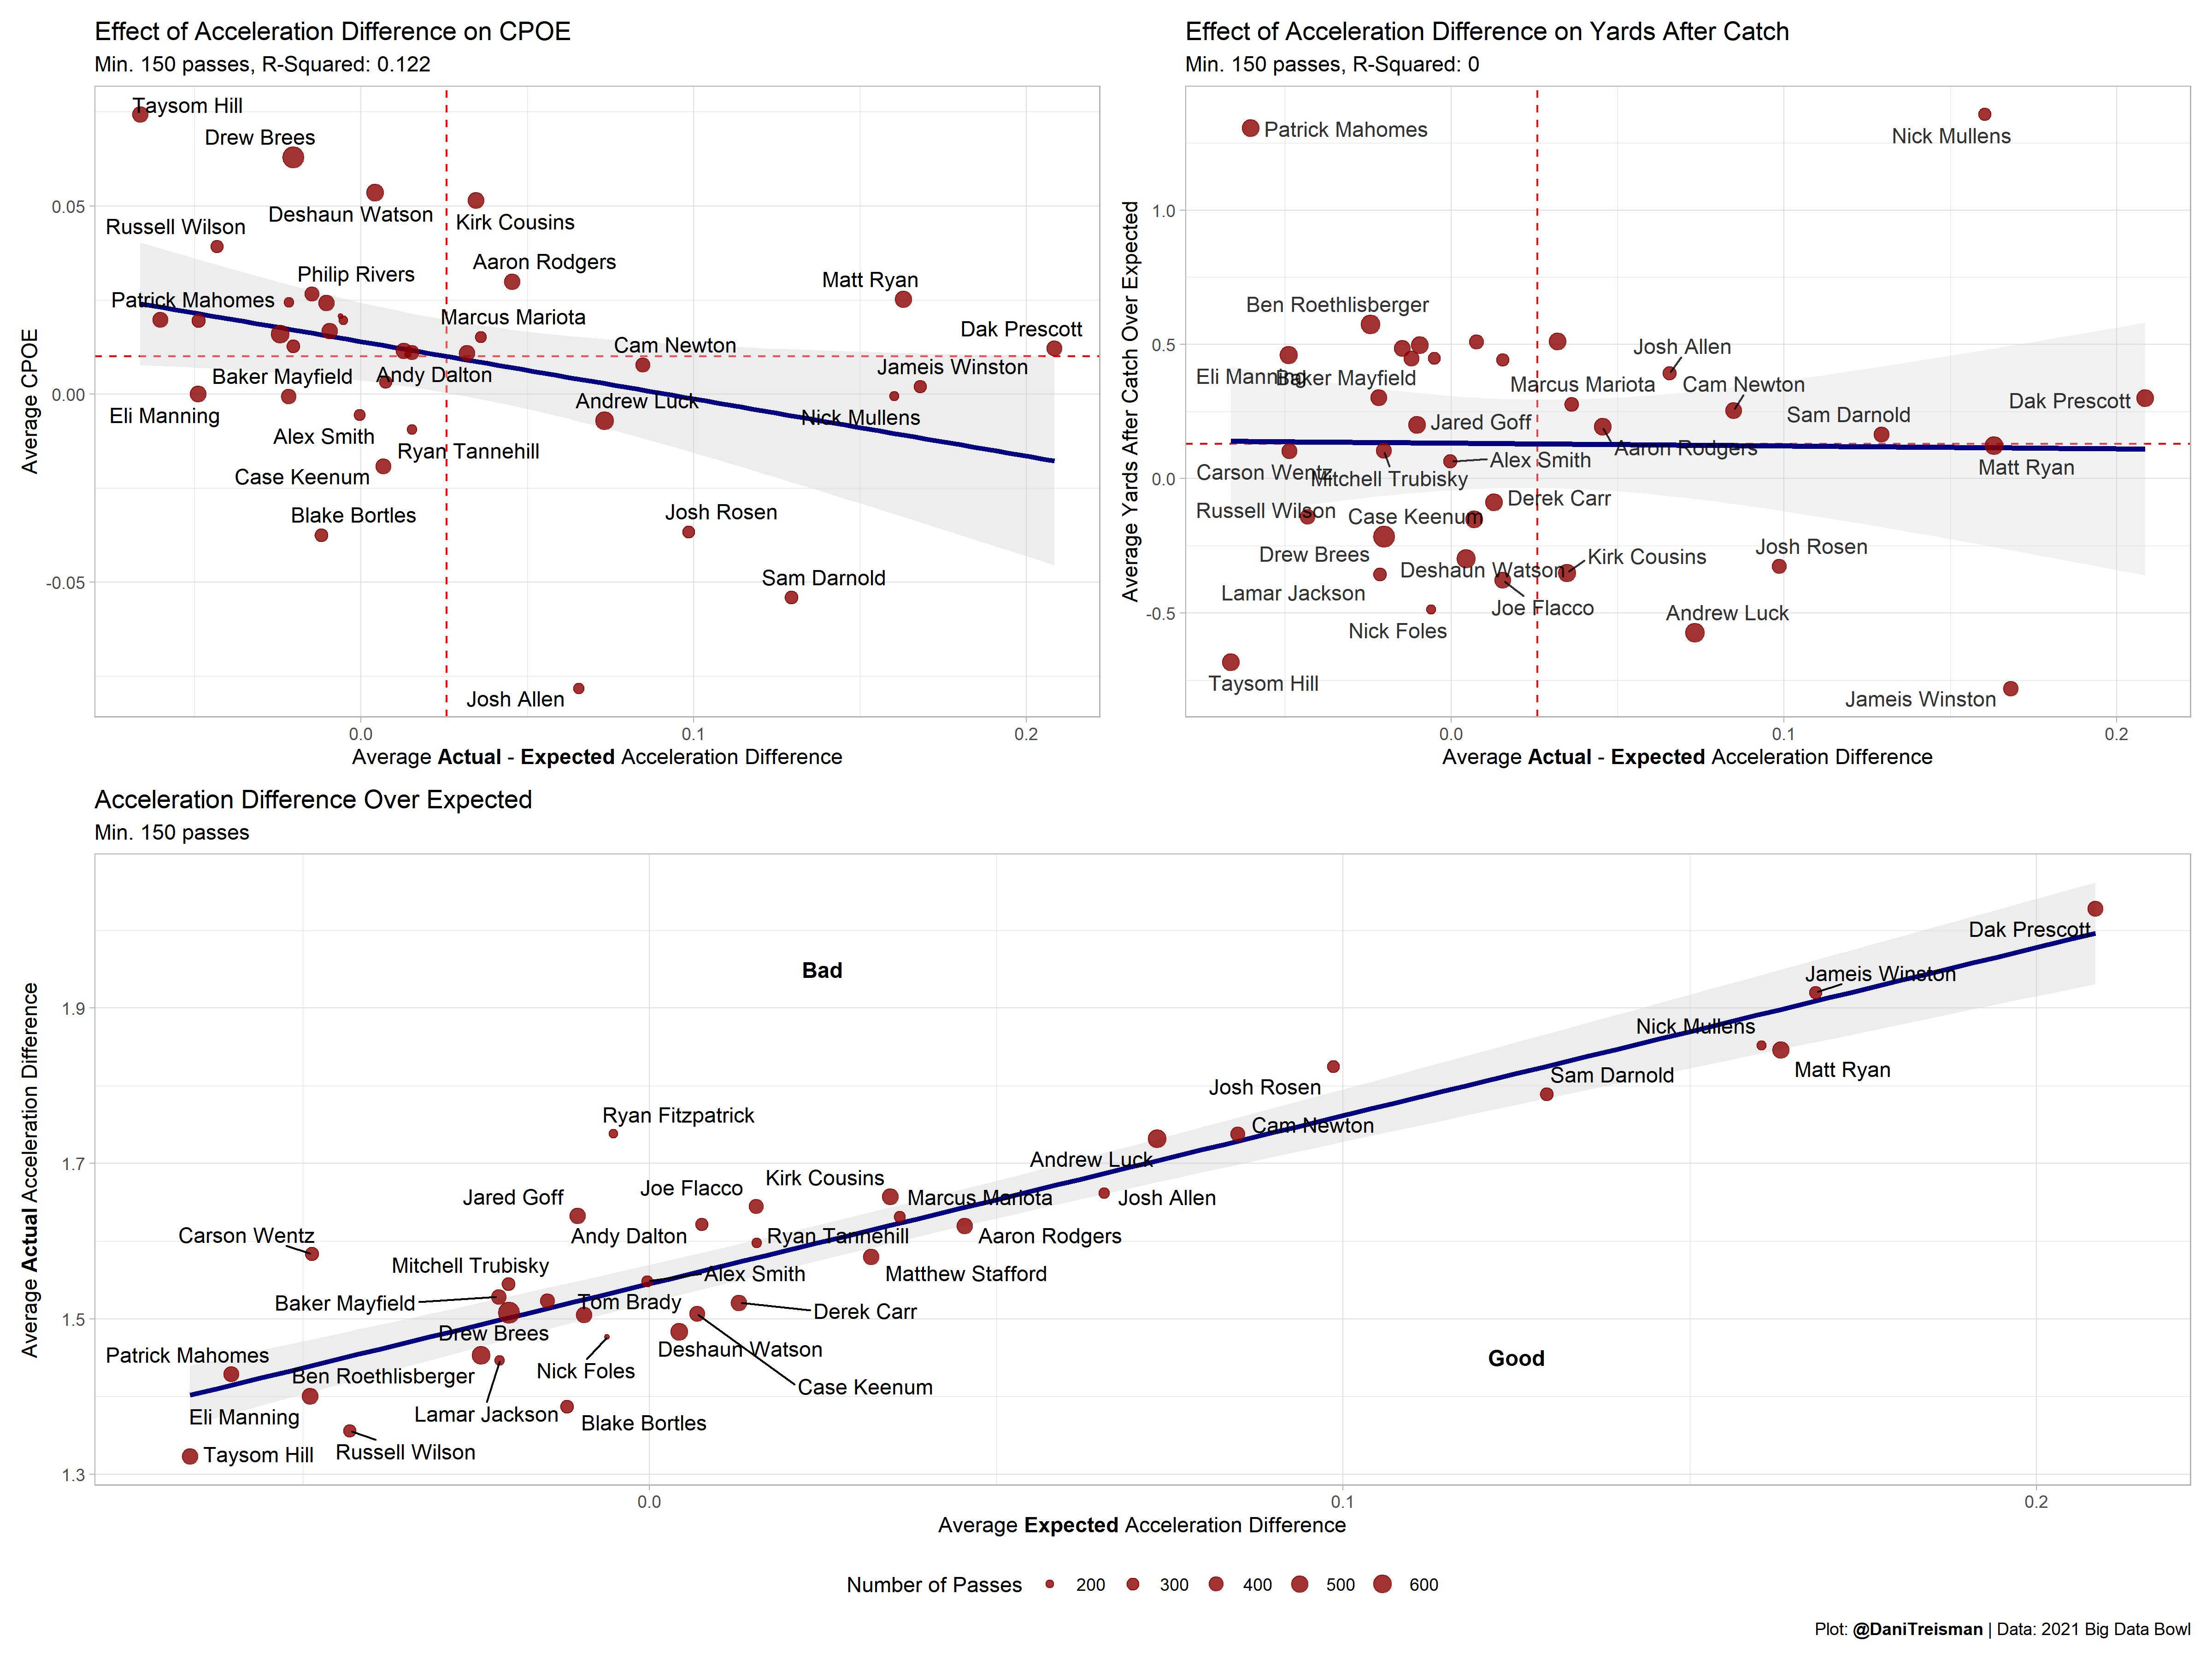 Effect of Acceleration Difference on CPOE
Min. 150 passes, R-Squared: 0.122
Average CPOE
0.05
0.00
-0.05
Taysom Hill
Drew Brees
Deshaun Watson
Kirk Cousins
Russell Wilson
Aaron Rodgers
Philip Rivers
Matt Ryan
Patrick Mahomes
Marcus Mariota
Dak Prescott
Cam Newton
Jameis Winston
Baker Mayfield
Andy Dalton
Andrew Luck
Eli Manning
Nick Mullens
Alex Smith
Ryan Tannehill
Case Keenum
Blake Bortles
Josh Rosen
Sam Darnold
Josh Allen
0.0
0.1
0.2
Average Actual - Expected Acceleration Difference
Effect of Acceleration Difference on Yards After Catch
Min. 150 passes, R-Squared: 0
Average Yards After Catch Over Expected
1.0
0.5
0.0
-0.5
Patrick Mahomes
Nick Mullens
Ben Roethlisberger
Josh Allen
Eli Manning
Baker Mayfield
Marcus Mariota
Cam Newton
Dak Prescott
Sam Darnold
Jared Goff
Aaron Rodgers
Alex Smith
Matt Ryan
Carson Wentz
Mitchell Trubisky
Derek Carr
Russell Wilson
Case Keenum
Drew Brees
Kirk Cousins
Josh Rosen
Deshaun Watson
Lamar Jackson
Joe Flacco
Andrew Luck
Nick Foles
Taysom Hill
Jameis Winston
0.0
0.1
0.2
Average Actual - Expected Acceleration Difference
Acceleration Difference Over Expected
Min. 150 passes
Average Actual Acceleration Difference
1.9
1.7
1.5
1.3
Dak Prescott
Bad
Jameis Winston
Nick Mullens
Matt Ryan
Sam Darnold
Josh Rosen
Ryan Fitzpatrick
Cam Newton
Andrew Luck
Kirk Cousins
Joe Flacco
Jared Goff
Marcus Mariota
Josh Allen
Carson Wentz
Andy Dalton
Ryan Tannehill
Aaron Rodgers
Mitchell Trubisky
Alex Smith
Matthew Stafford
Baker Mayfield
Tom Brady
Derek Carr
Drew Brees
Deshaun Watson
Patrick Mahomes
Good
Nick Foles
Ben Roethlisberger
Case Keenum
Eli Manning
Lamar Jackson
Blake Bortles
Taysom Hill
Russell Wilson
0.0
0.1
0.2
Average Expected Acceleration Difference
Number of Passes 200 300 400 500 600
Plot: @DaniTreisman | Data: 2021 Big Data Bowl